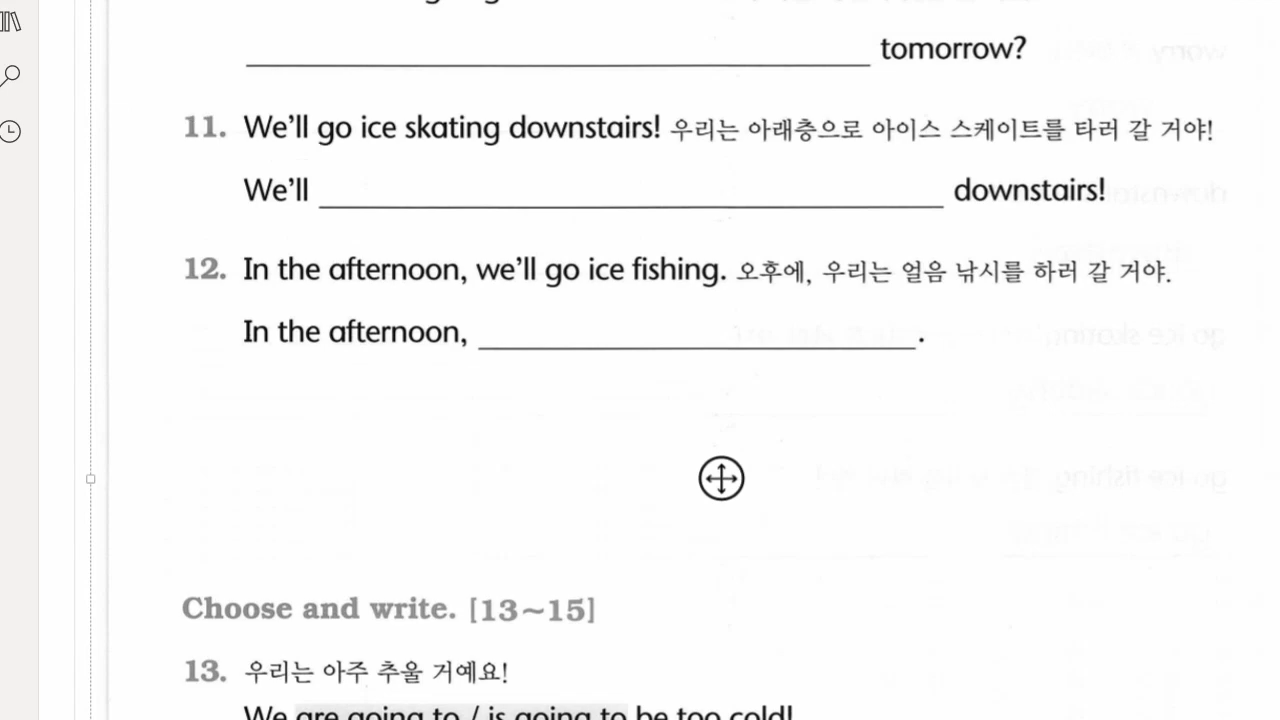 tomorrow?
11. We'll go ice skating downstairs! 우리는 아래층으로 아이스 스케이트를 타러 갈 거야!
We'll downstairs!
12. In the afternoon, we'll go ice fishing. 오후에, 우리는 얼음 낚시를 하러 갈 거야.
In the afternoon, .
Choose and write. [13~15]
13. 우리는 아주 추울 거예요!
We are going to / is going to be too cold!